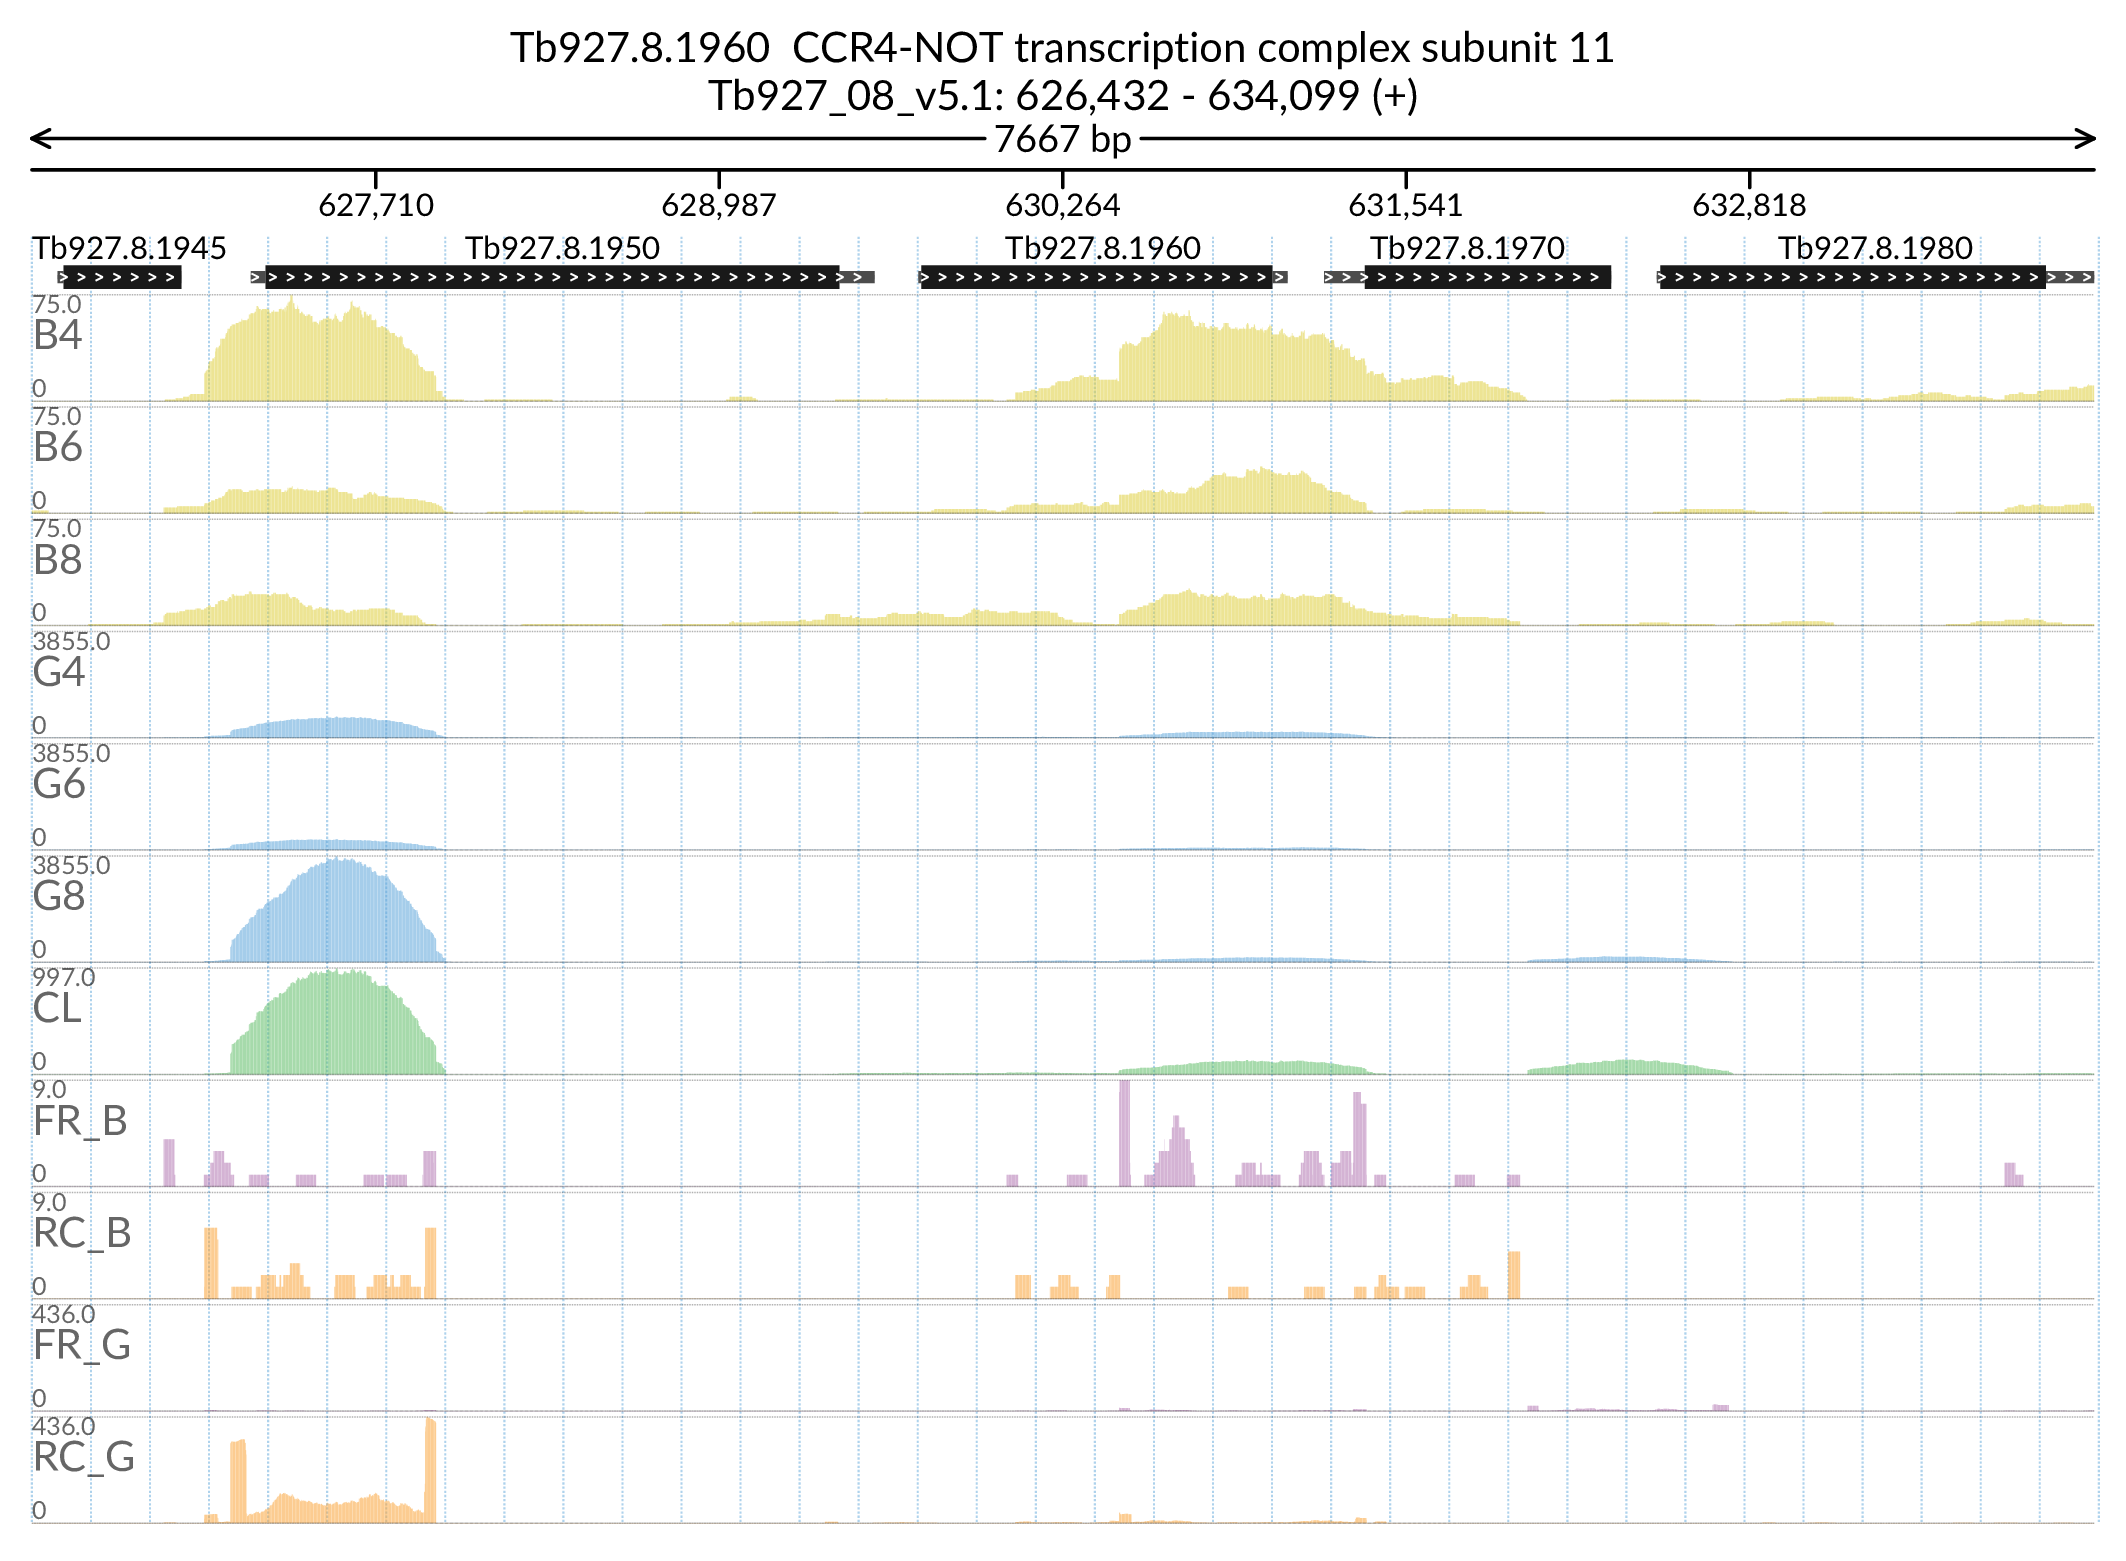 Tb927.8.1960  CCR4-NOT transcription complex subunit 11
Tb927_08_v5.1: 626,432 - 634,099 (+)
7667 bp
627,710 628,987 630,264 631,541 632,818
Tb927.8.1945 Tb927.8.1950 Tb927.8.1960 Tb927.8.1970 Tb927.8.1980
75.0
B4
0
75.0
B6
0
75.0
B8
0
3855.0
G4
0
3855.0
G6
0
3855.0
G8
0
997.0
CL
0
9.0
FR_B
0
9.0
RC_B
0
436.0
FR_G
0
436.0
RC_G
0